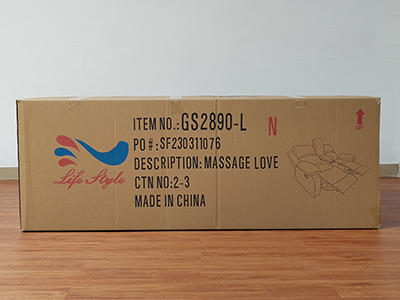 ITEM NO.:GS2890-L
N
PO #:SF230311076
DESCRIPTION:MASSAGE LOVE
CTN NO:2-3
MADE IN CHINA
Life Style
UP